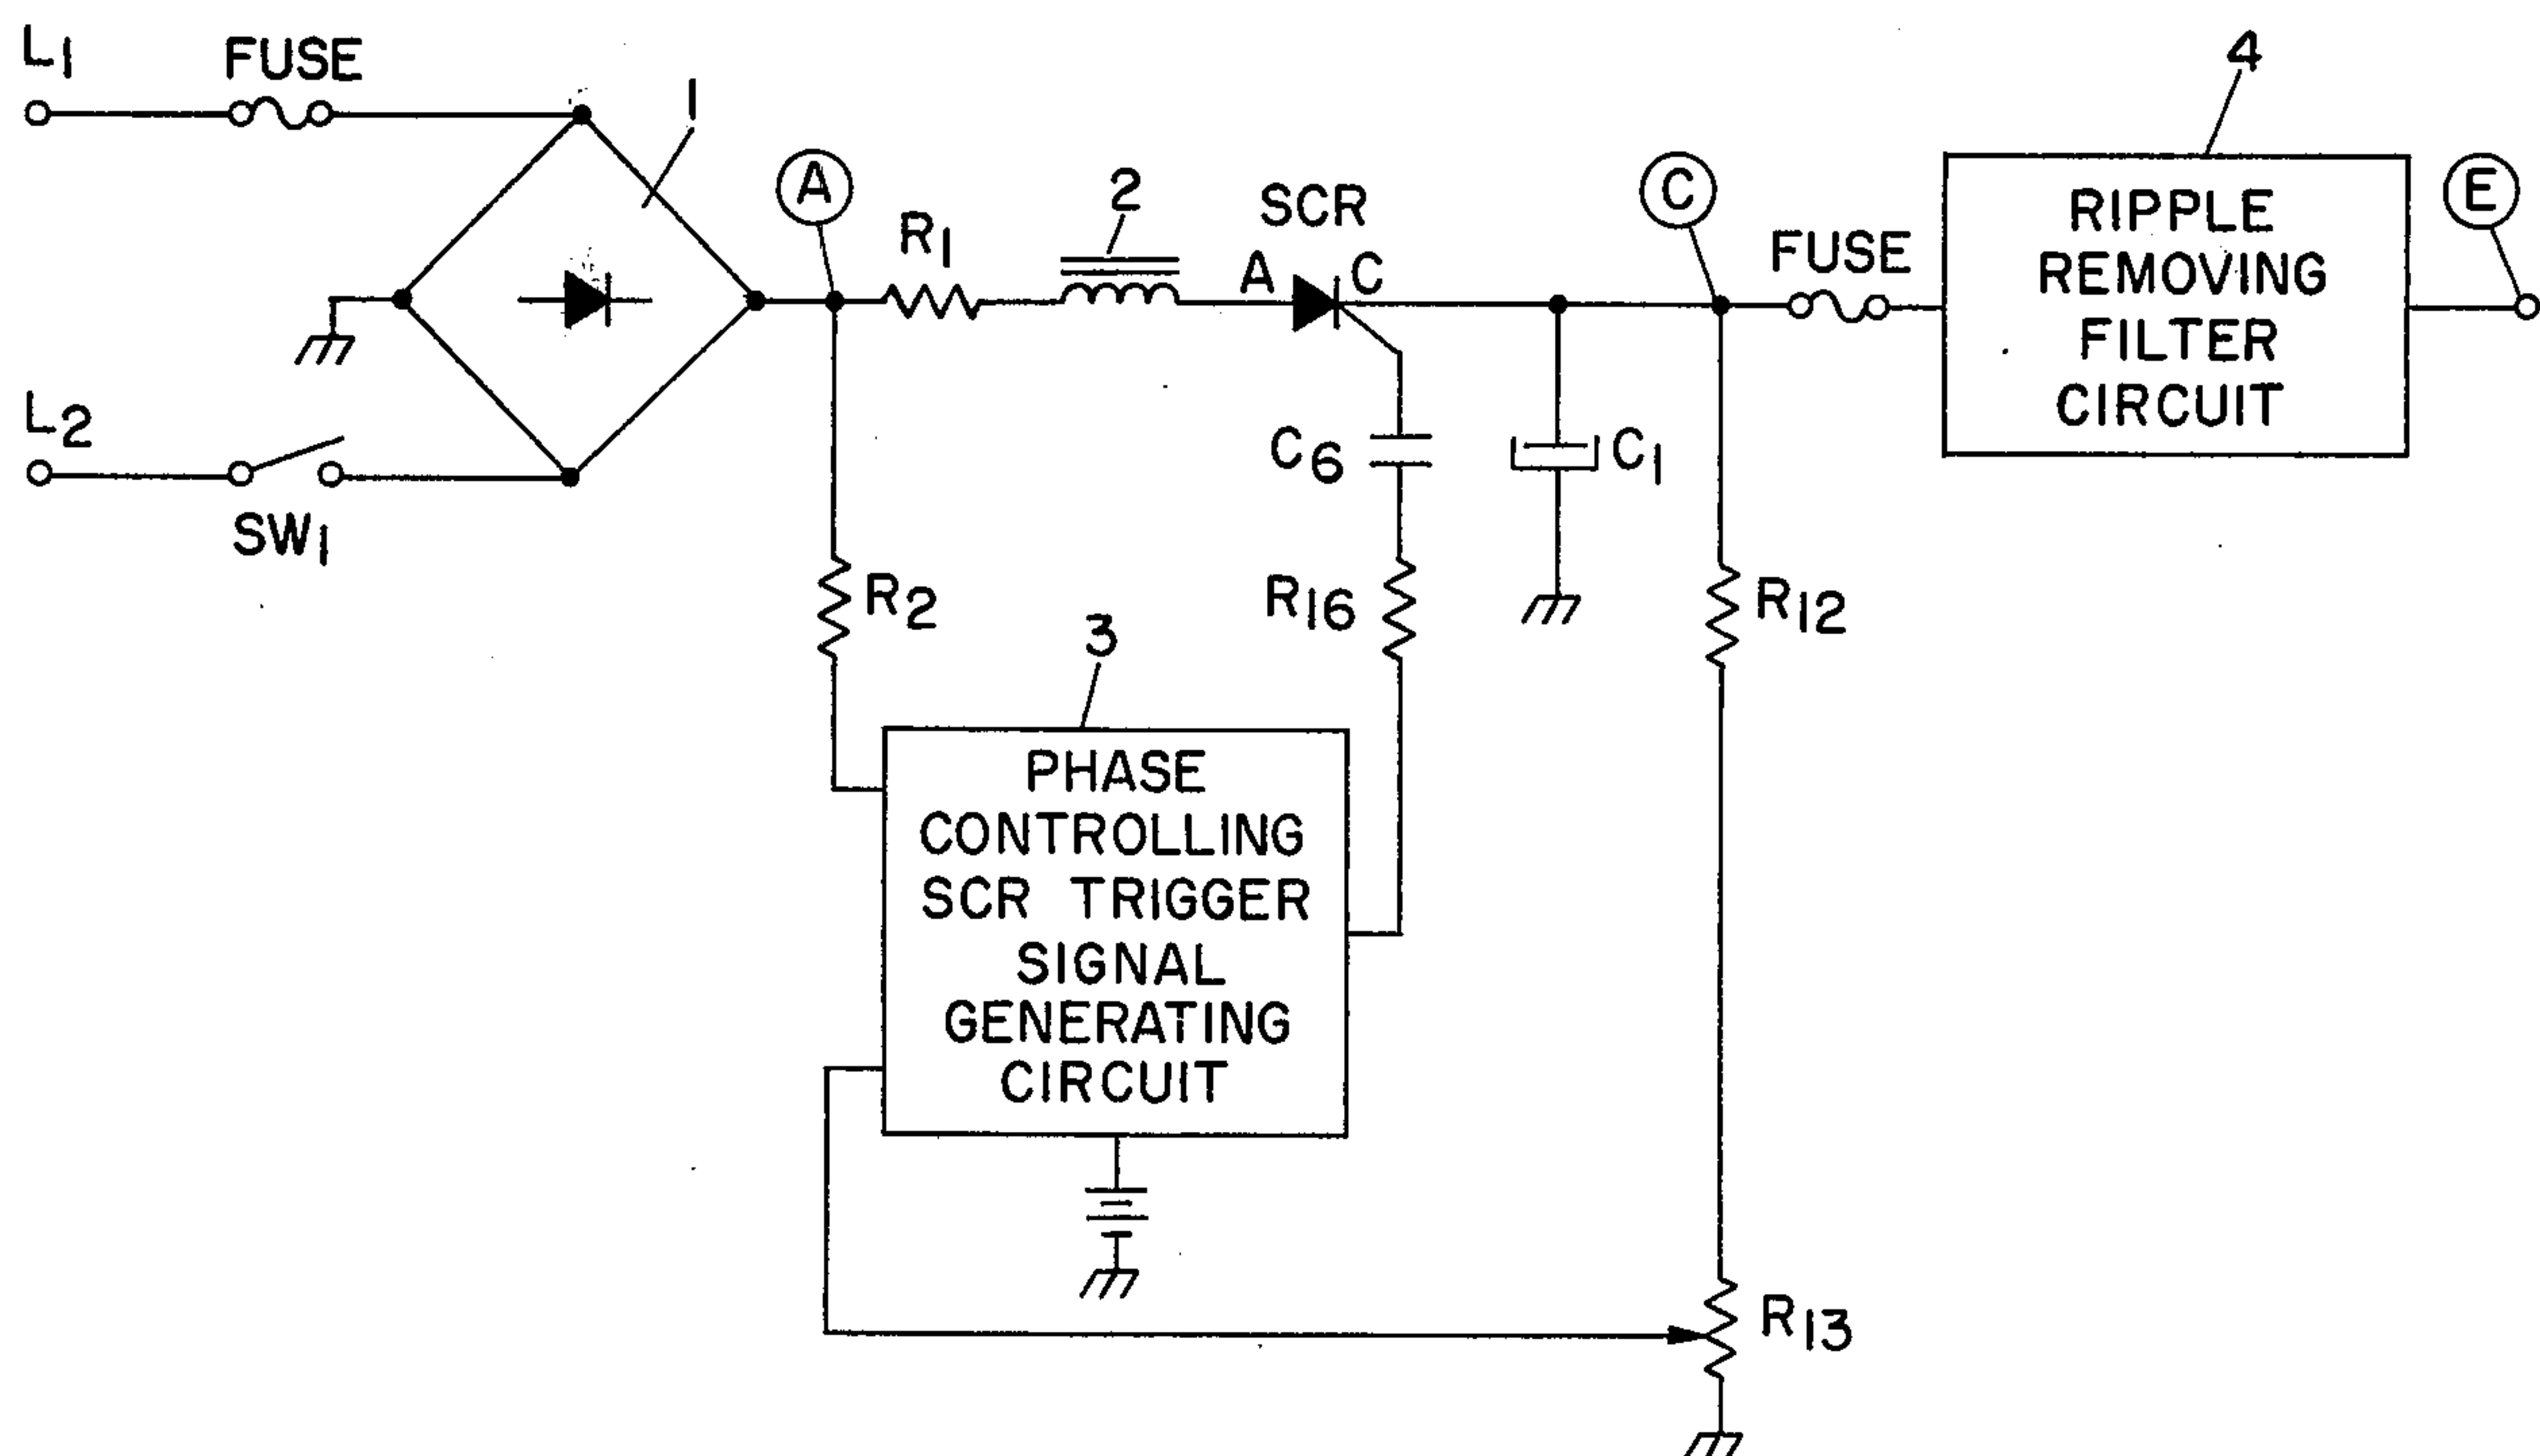 L1
FUSE
1
4
A
R1
2
SCR
A
C
C
FUSE
E
RIPPLE
REMOVING
FILTER
CIRCUIT
L2
SW1
C6
C1
R2
R16
R12
3
PHASE
CONTROLLING
SCR TRIGGER
SIGNAL
GENERATING
CIRCUIT
R13